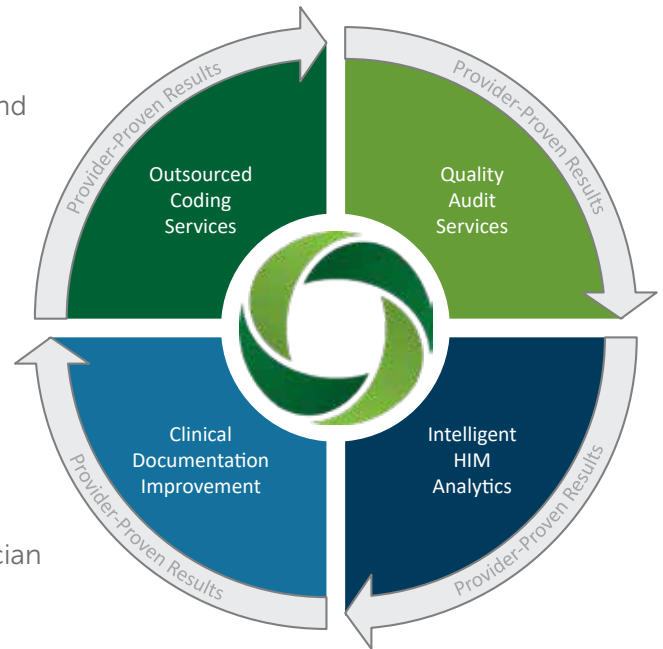 nd
Provider-Proven Results
Outsourced
Coding
Services
Provider-Proven Results
Quality
Audit
Services
Clinical
Documentation
Improvement
Provider-Proven Results
Intelligent
HIM
Analytics
Provider-Proven Results
cian